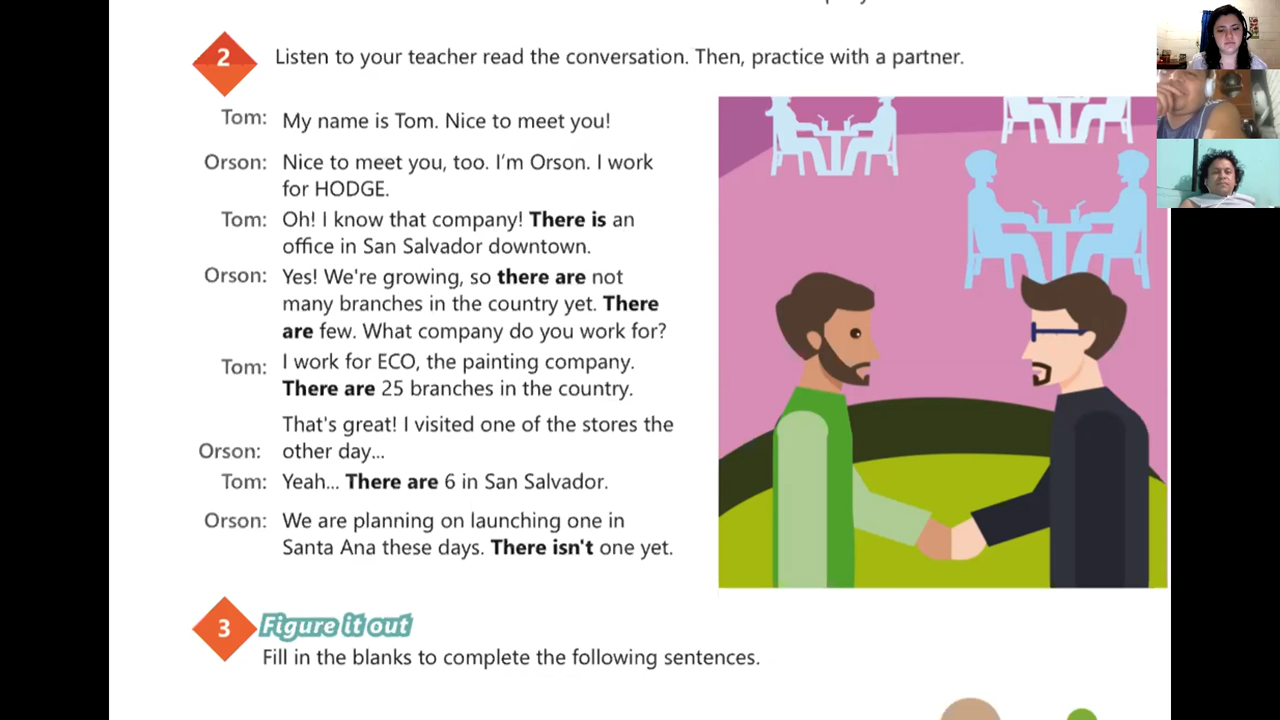 2
Listen to your teacher read the conversation. Then, practice with a partner.
Tom: My name is Tom. Nice to meet you!
Orson: Nice to meet you, too. I'm Orson. I work
for HODGE.
Tom: Oh! I know that company! There is an
office in San Salvador downtown.
Orson: Yes! We're growing, so there are not
many branches in the country yet. There
are few. What company do you work for?
Tom: I work for ECO, the painting company.
There are 25 branches in the country.
That's great! I visited one of the stores the
Orson: other day...
Tom: Yeah... There are 6 in San Salvador.
Orson: We are planning on launching one in
Santa Ana these days. There isn't one yet.
3
Figure it out
Fill in the blanks to complete the following sentences.